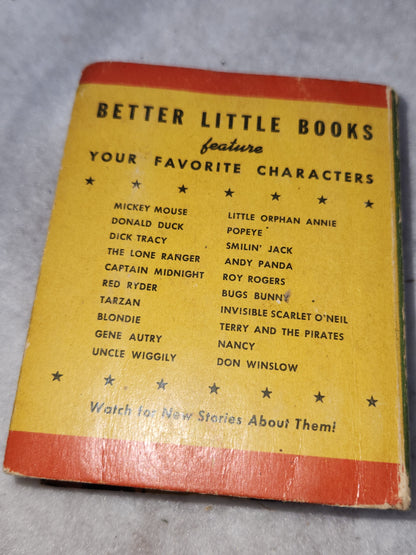 BETTER LITTLE BOOKS
feature
YOUR FAVORITE CHARACTERS
MICKEY MOUSE
DONALD DUCK
DICK TRACY
THE LONE RANGER
CAPTAIN MIDNIGHT
RED RYDER
TARZAN
BLONDIE
GENE AUTRY
UNCLE WIGGILY
LITTLE ORPHAN ANNIE
POPEYE
SMILIN' JACK
ANDY PANDA
ROY ROGERS
BUGS BUNNY
INVISIBLE SCARLET O'NEIL
TERRY AND THE PIRATES
NANCY
DON WINSLOW
Watch for New Stories About Them!